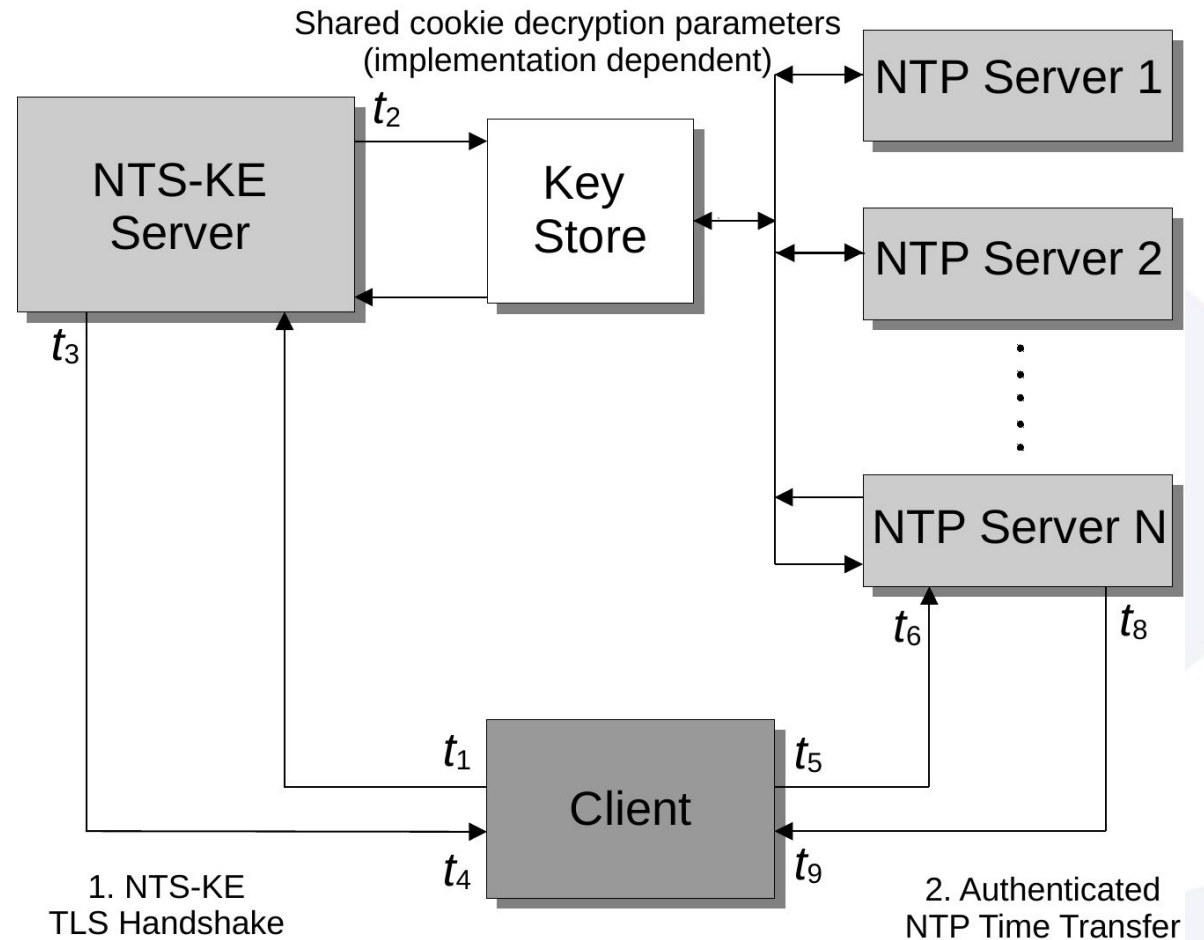 Shared cookie decryption parameters
(implementation dependent)
NTP Server 1
t2
NTS-KE
Server
Key
Store
NTP Server 2
t3
NTP Server N
t6
t8
t1
t5
Client
t4
t9
1. NTS-KE
TLS Handshake
2. Authenticated
NTP Time Transfer